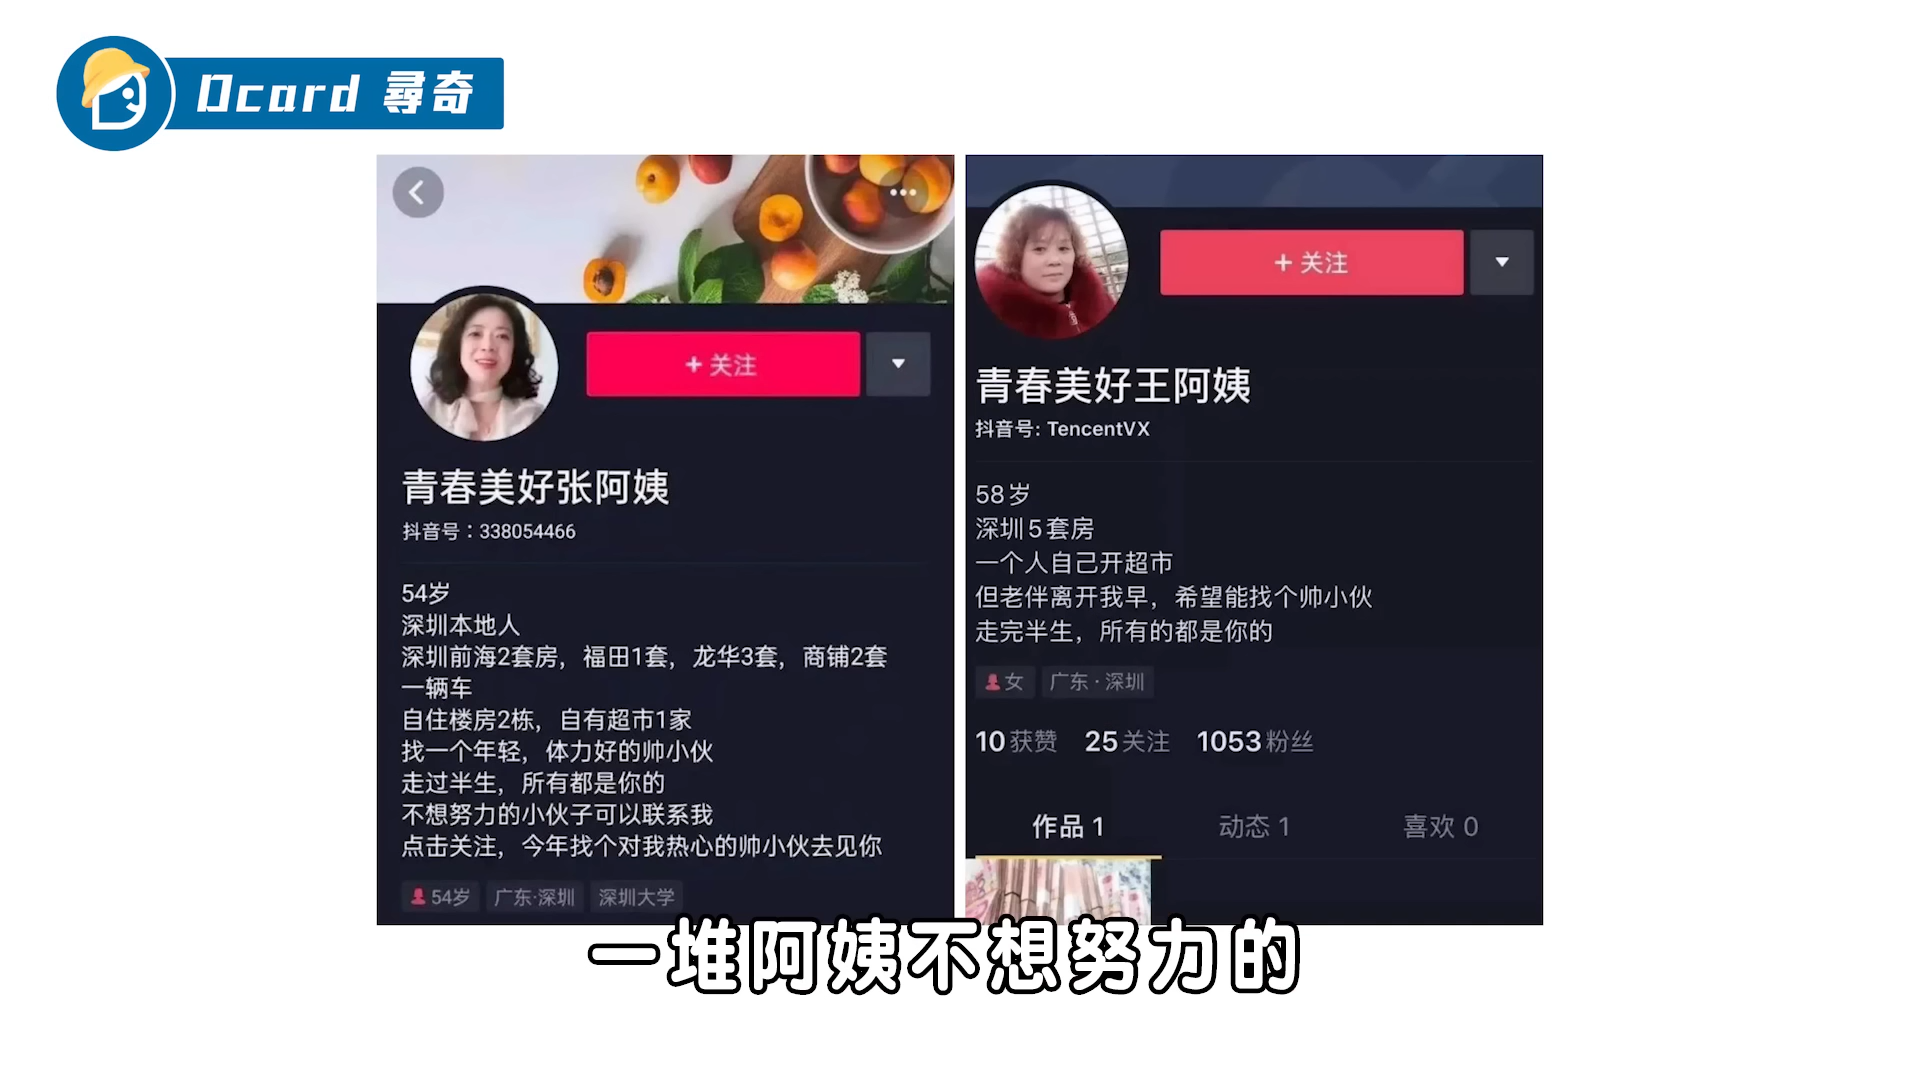 Dcard 尋奇
+ 关注
青春美好张阿姨
抖音号：338054466
54岁
深圳本地人
深圳前海2套房，福田1套，龙华3套，商铺2套
一辆车
自住楼房2栋，自有超市1家
找一个年轻，体力好的帅小伙
走过半生，所有都是你的
不想努力的小伙子可以联系我
点击关注，今年找个对我热心的帅小伙去见你
54岁 广东·深圳 深圳大学
+ 关注
青春美好王阿姨
抖音号: TencentVX
58岁
深圳5套房
一个人自己开超市
但老伴离开我早，希望能找个帅小伙
走完半生，所有的都是你的
女 广东·深圳
10获赞 25关注 1053粉丝
作品 1 动态 1 喜欢 0
一堆阿姨不想努力的